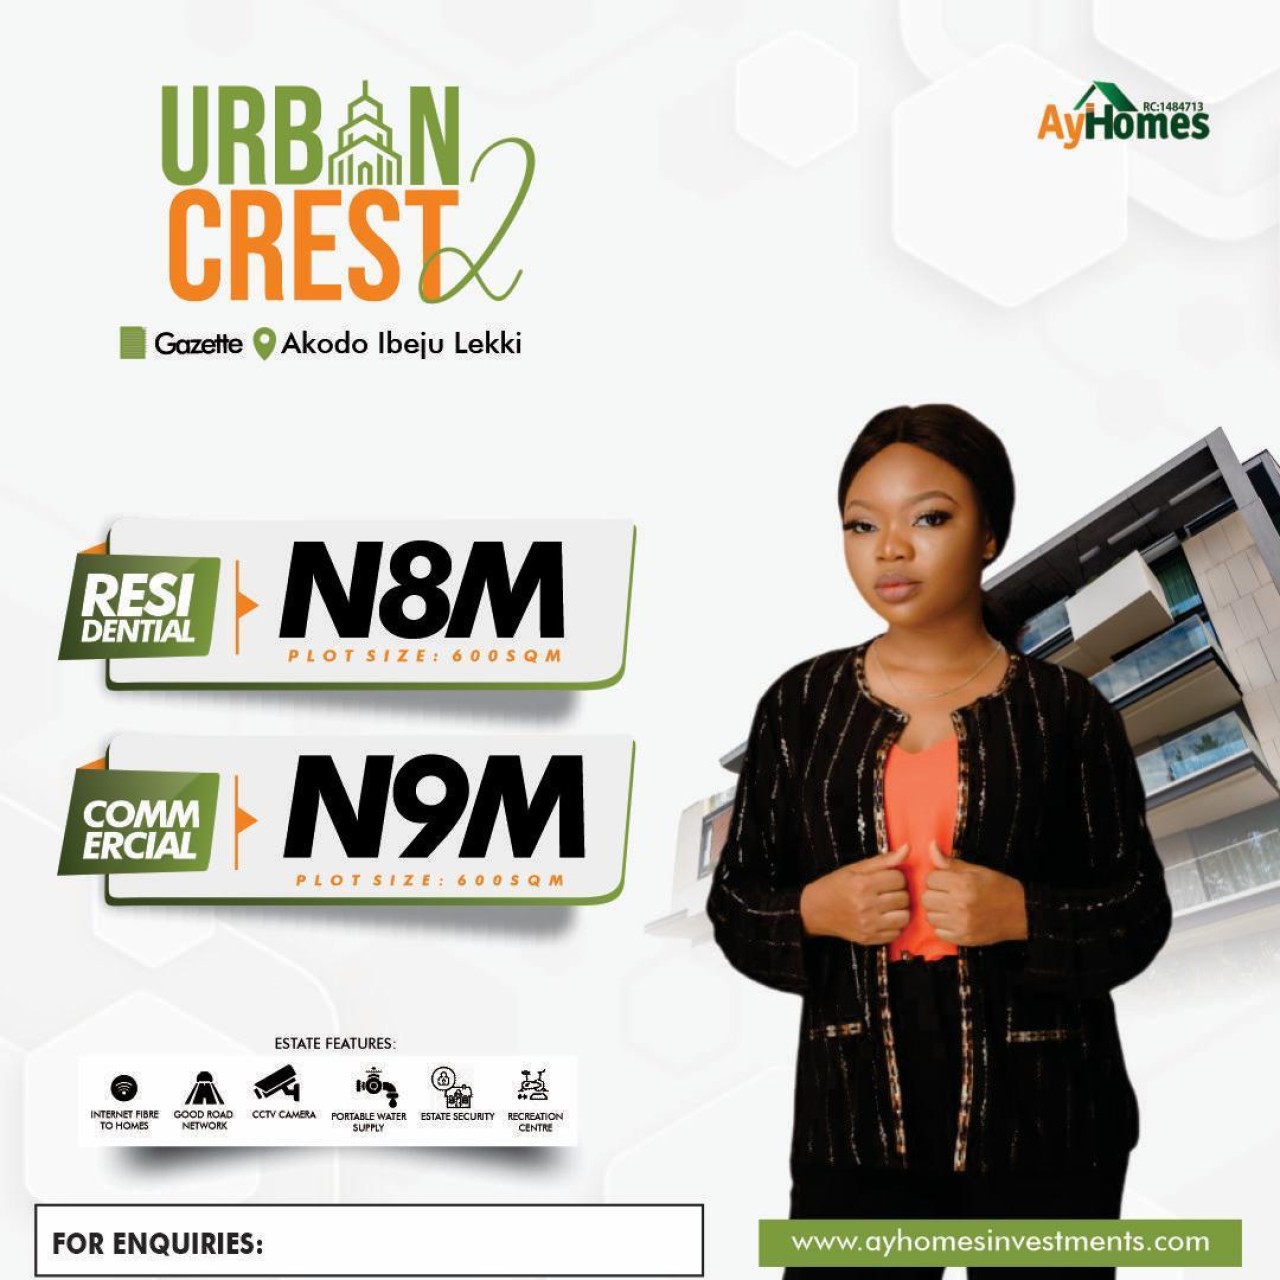 URBAN
CREST 2
Gazette Akodo Ibeju Lekki
RC:1484713
AyHomes
RESI
DENTIAL
N8M
PLOT SIZE: 600SQM
COMM
ERCIAL
N9M
PLOT SIZE: 600SQM
ESTATE FEATURES:
INTERNET FIBRE
TO HOMES
GOOD ROAD
NETWORK
CCTV CAMERA
PORTABLE WATER
SUPPLY
ESTATE SECURITY
RECREATION
CENTRE
FOR ENQUIRIES:
www.ayhomesinvestments.com